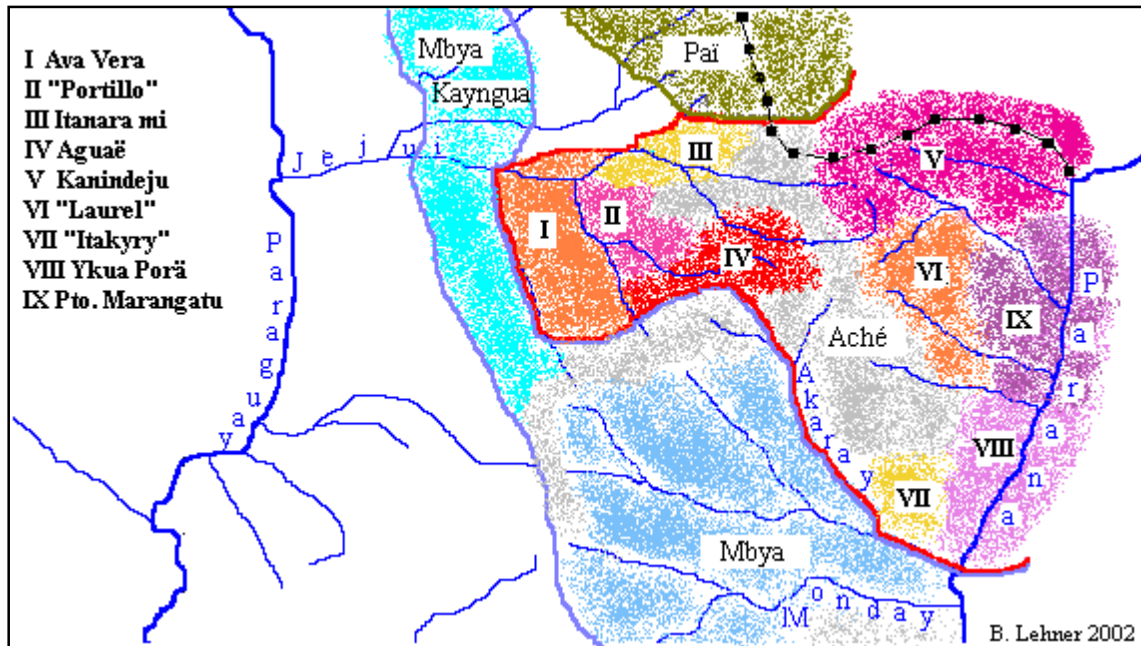 I Ava Vera
II "Portillo"
III Itanara mi
IV Aguaë
V Kanindeju
VI "Laurel"
VII "Itakyry"
VIII Ykua Porä
IX Pto. Marangatu
Mbya
Kayngua
Paï
Jejui
Paraguay
I
II
III
IV
V
VI
VII
VIII
IX
Aché
Akaray
Paraná
Mbya
Monday
B. Lehner 2002